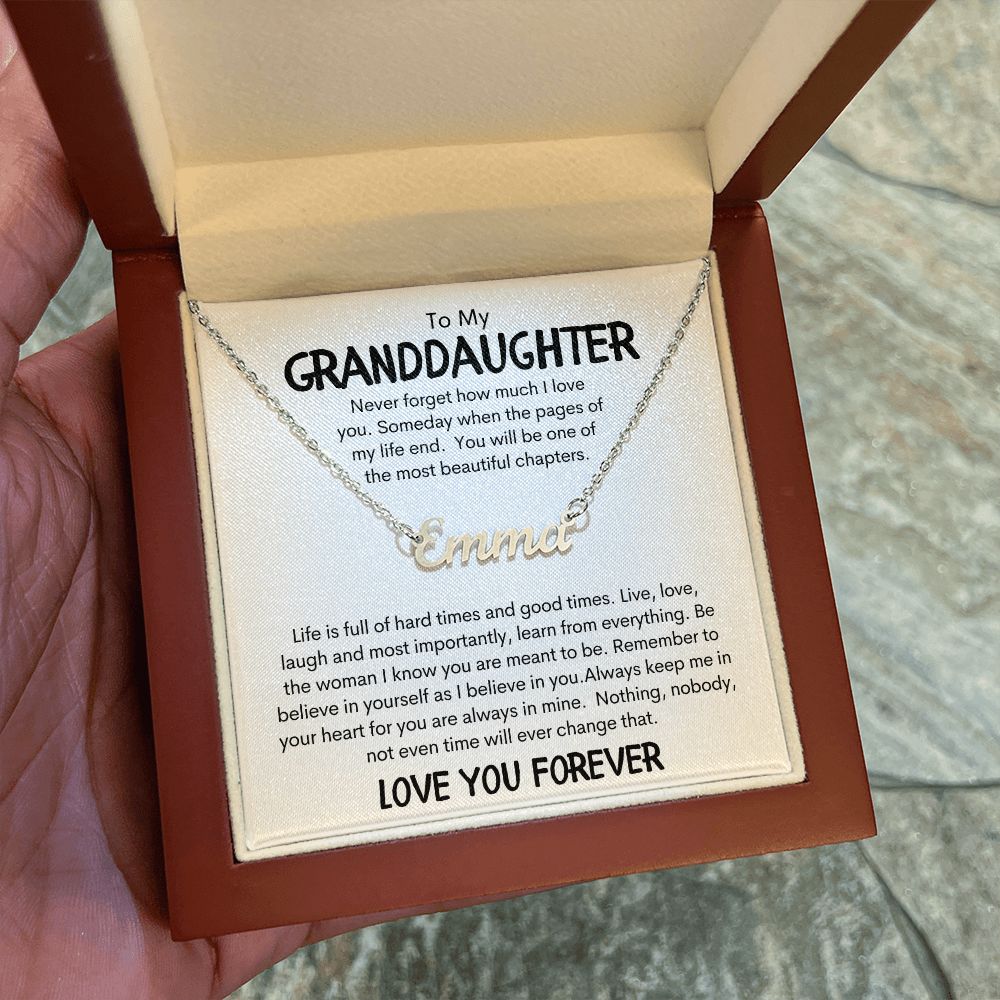 To My
GRANDDAUGHTER
Never forget how much I love
you. Someday when the pages of
my life end.  You will be one of
the most beautiful chapters.
Emma
Life is full of hard times and good times. Live, love,
laugh and most importantly, learn from everything. Be
the woman I know you are meant to be. Remember to
believe in yourself as I believe in you.Always keep me in
your heart for you are always in mine.  Nothing, nobody,
not even time will ever change that.
LOVE YOU FOREVER